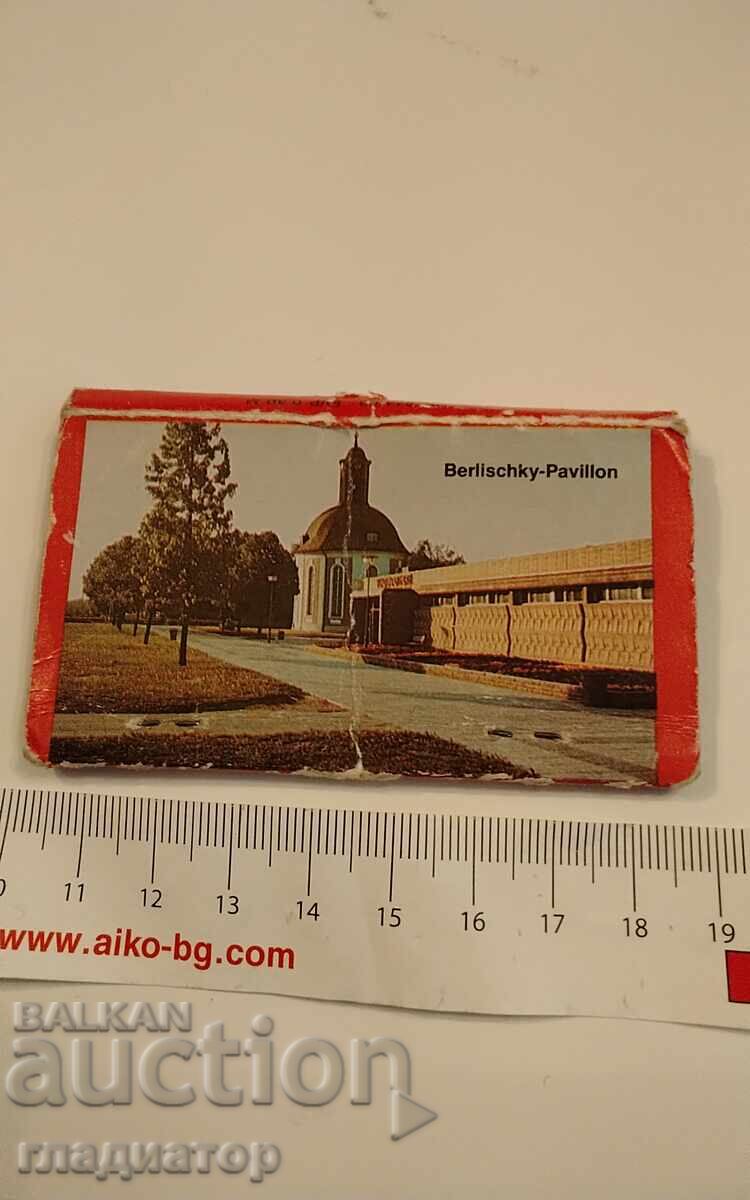 Berlischky-Pavillon
11 12 13 14 15 16 17 18 19
www.aiko-bg.com
BALKAN
auction
гладиатор